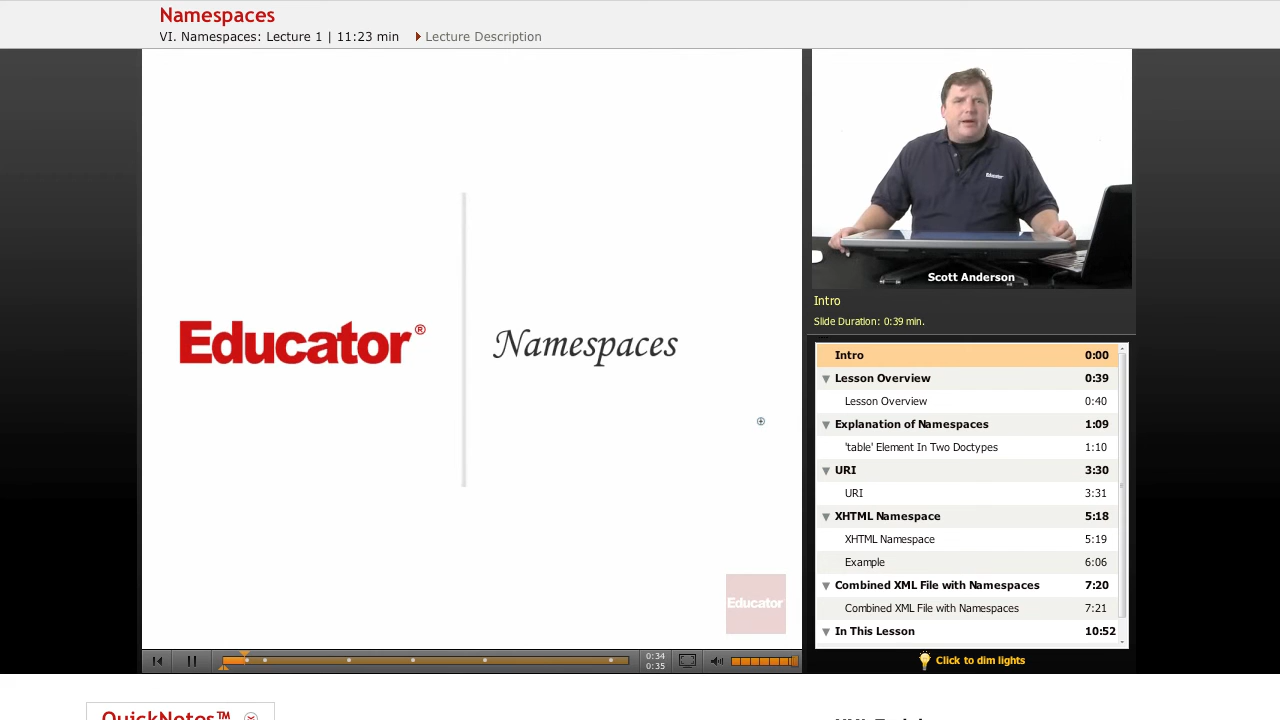 Namespaces
VI. Namespaces: Lecture 1 | 11:23 min Lecture Description
Educator®
Namespaces
Educator
Educator
Scott Anderson
Intro
Slide Duration: 0:39 min.
Intro 0:00
Lesson Overview 0:39
Lesson Overview 0:40
Explanation of Namespaces 1:09
'table' Element In Two Doctypes 1:10
URI 3:30
URI 3:31
XHTML Namespace 5:18
XHTML Namespace 5:19
Example 6:06
Combined XML File with Namespaces 7:20
Combined XML File with Namespaces 7:21
In This Lesson 10:52
0:34
0:35
Click to dim lights
QuickNotes™